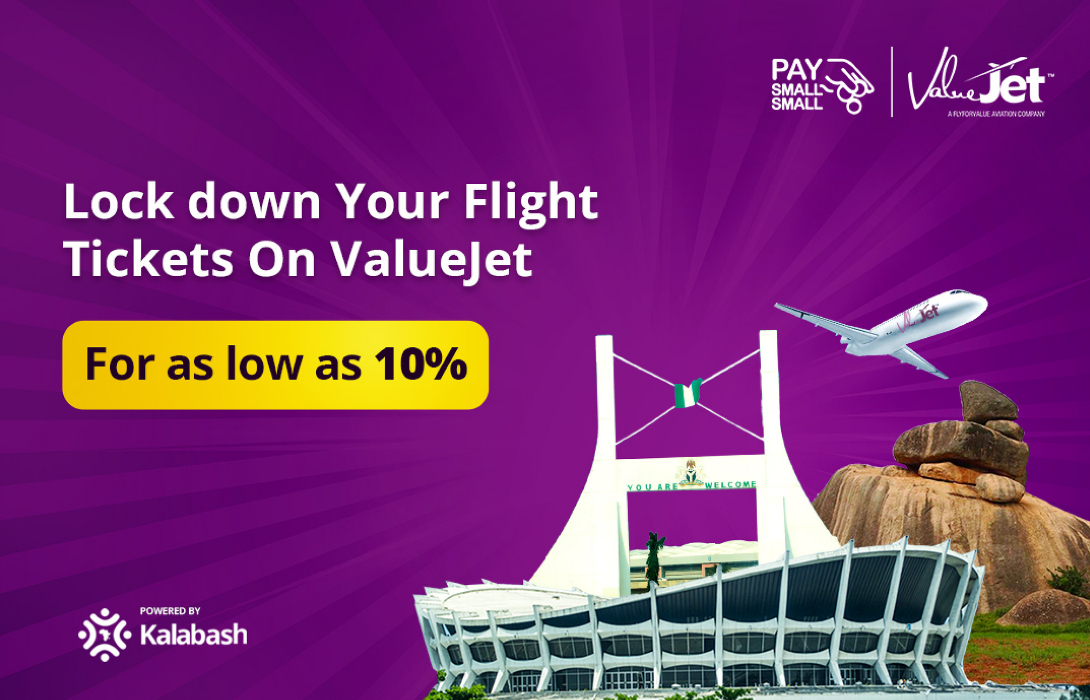 PAY
SMALL
SMALL
ValueJet™
A FLYFORVALUE AVIATION COMPANY
Lock down Your Flight
Tickets On ValueJet
For as low as 10%
ValueJet
YOU ARE WELCOME
POWERED BY
Kalabash